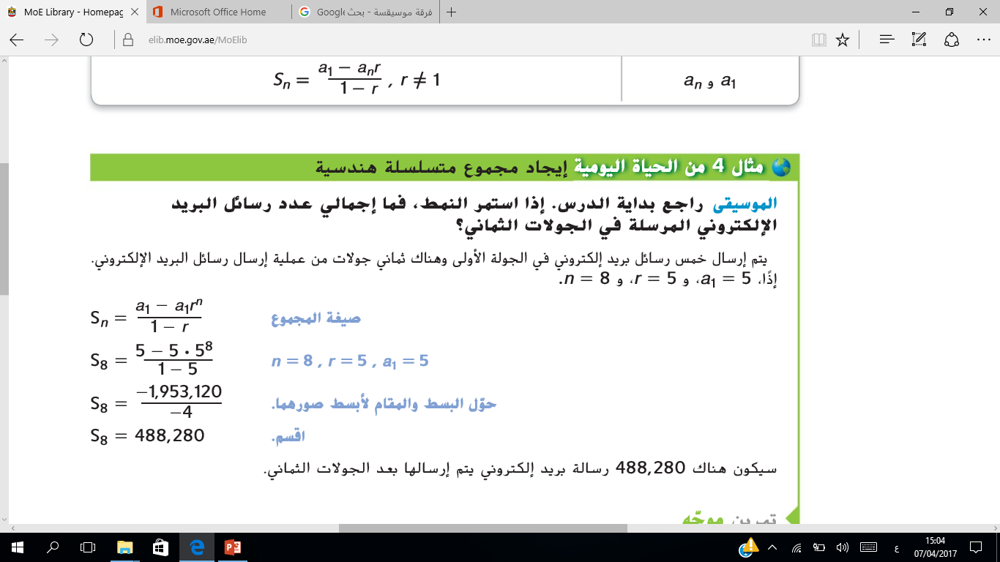 MoE Library - Homepag
Microsoft Office Home
فرقة موسيقسة - بحث Google
elib.moe.gov.ae/MoElib
Sₙ = (a₁ − aₙr)/(1 − r) , r ≠ 1
a₁ و aₙ
مثال 4 من الحياة اليومية إيجاد مجموع متسلسلة هندسية
الموسيقى راجع بداية الدرس. إذا استمر النمط، فما إجمالي عدد رسائل البريد
الإلكتروني المرسلة في الجولات الثماني؟
يتم إرسال خمس رسائل بريد إلكتروني في الجولة الأولى وهناك ثماني جولات من عملية إرسال رسائل البريد الإلكتروني.
إذًا، a₁ = 5، و r = 5، و n = 8.
Sₙ = (a₁ − a₁rⁿ)/(1 − r) صيغة المجموع
S₈ = (5 − 5 • 5⁸)/(1 − 5) n = 8 , r = 5 , a₁ = 5
S₈ = −1,953,120/−4 حوّل البسط والمقام لأبسط صورهما.
S₈ = 488,280 اقسم.
سيكون هناك 488,280 رسالة بريد إلكتروني يتم إرسالها بعد الجولات الثماني.
تمرين موجّه
ع
15:04
07/04/2017